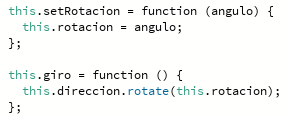 this.setRotacion = function (angulo) {
  this.rotacion = angulo;
};

this.giro = function () {
  this.direccion.rotate(this.rotacion);
};